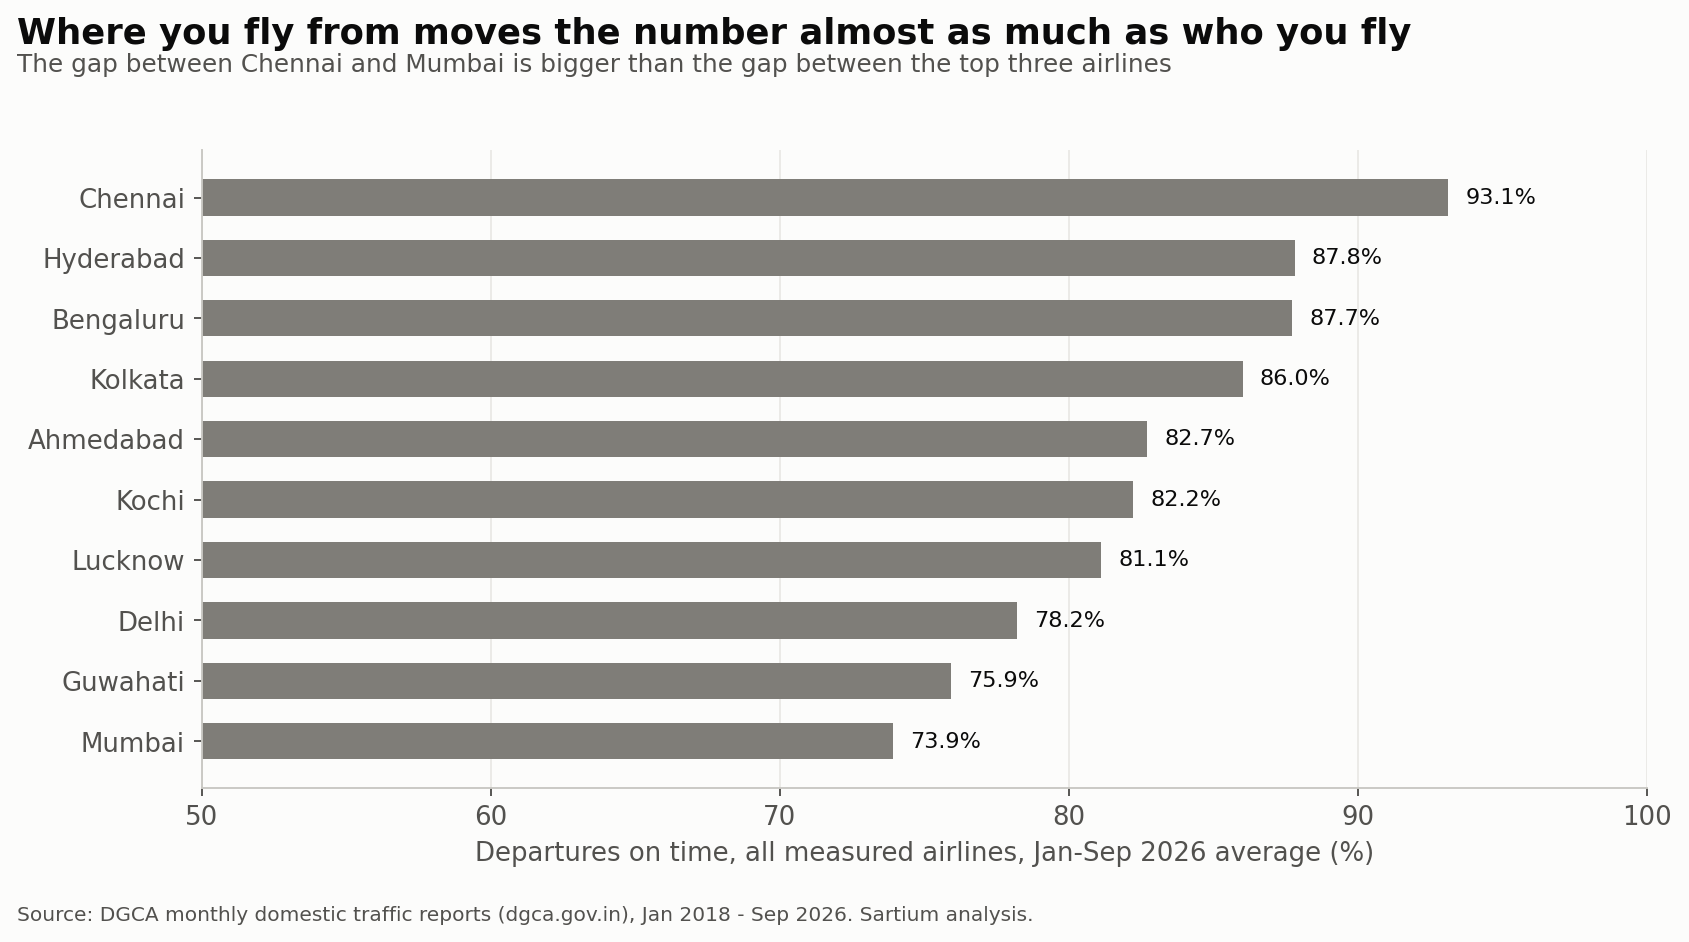 Where you fly from moves the number almost as much as who you fly
The gap between Chennai and Mumbai is bigger than the gap between the top three airlines
Chennai 93.1%
Hyderabad 87.8%
Bengaluru 87.7%
Kolkata 86.0%
Ahmedabad 82.7%
Kochi 82.2%
Lucknow 81.1%
Delhi 78.2%
Guwahati 75.9%
Mumbai 73.9%
50 60 70 80 90 100
Departures on time, all measured airlines, Jan-Sep 2026 average (%)
Source: DGCA monthly domestic traffic reports (dgca.gov.in), Jan 2018 - Sep 2026. Sartium analysis.